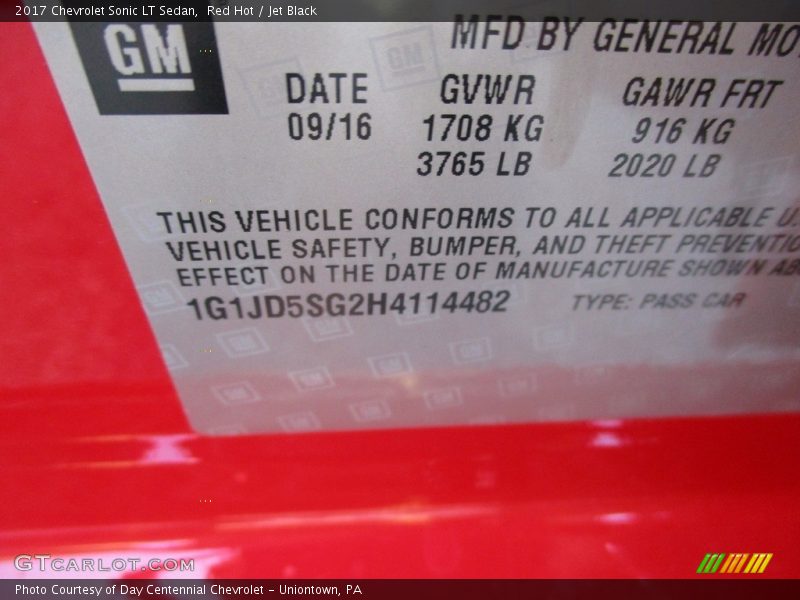 2017 Chevrolet Sonic LT Sedan, Red Hot / Jet Black
GM
MFD BY GENERAL MO
DATE GVWR GAWR FRT
09/16 1708 KG 916 KG
3765 LB 2020 LB
THIS VEHICLE CONFORMS TO ALL APPLICABLE U.
VEHICLE SAFETY, BUMPER, AND THEFT PREVENTIO
EFFECT ON THE DATE OF MANUFACTURE SHOWN AB
1G1JD5SG2H4114482 TYPE: PASS CAR
GTCARLOT.COM
Photo Courtesy of Day Centennial Chevrolet - Uniontown, PA